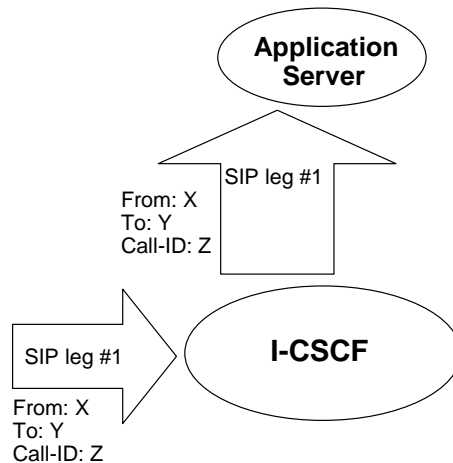 Application
Server
SIP leg #1
From: X
To: Y
Call-ID: Z
I-CSCF
SIP leg #1
From: X
To: Y
Call-ID: Z